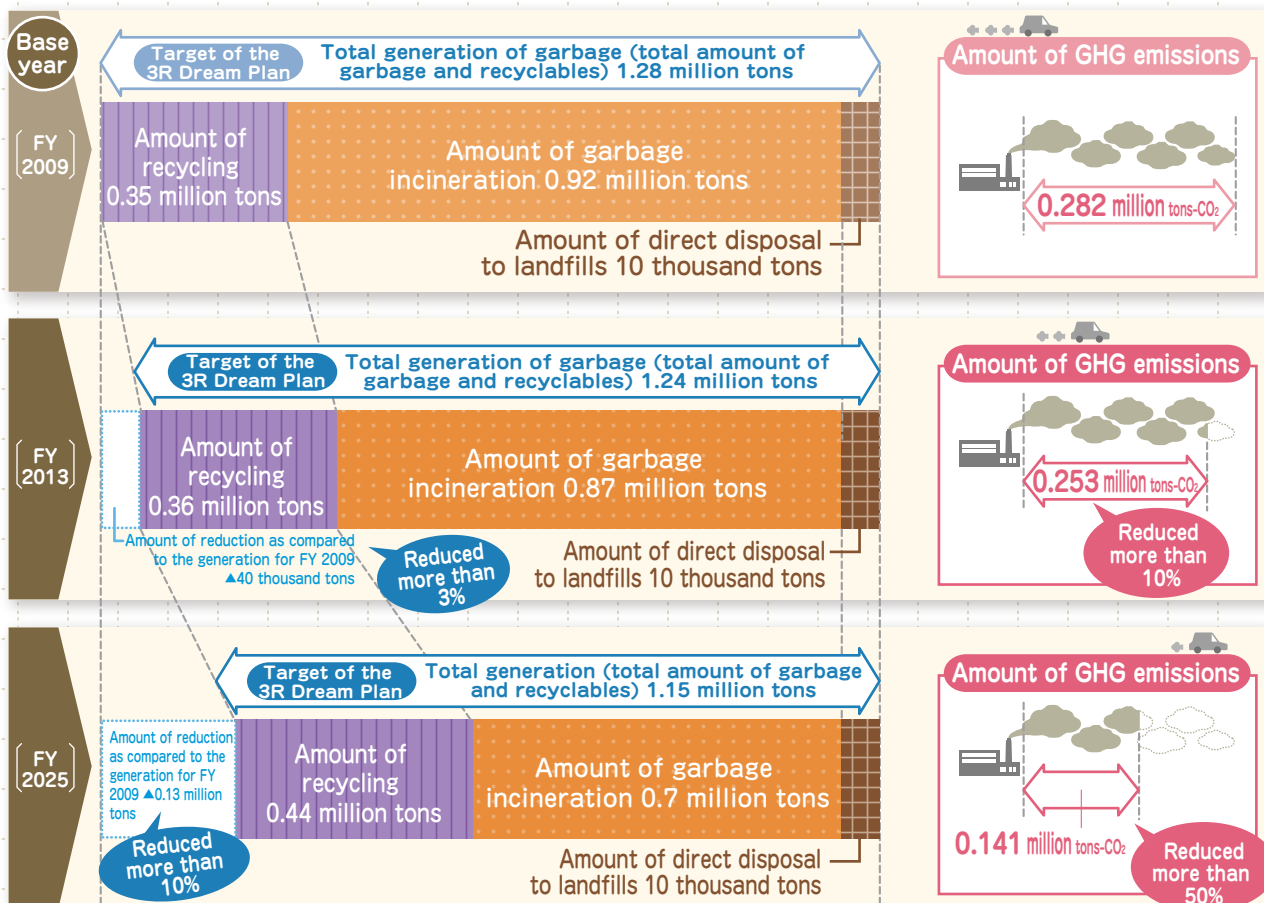 Base
year
FY
2009
Target of the
3R Dream Plan
Total generation of garbage (total amount of
garbage and recyclables) 1.28 million tons
Amount of
recycling
0.35 million tons
Amount of garbage
incineration 0.92 million tons
Amount of direct disposal
to landfills 10 thousand tons
Amount of GHG emissions
0.282 million tons-CO₂
FY
2013
Target of the
3R Dream Plan
Total generation of garbage (total amount of
garbage and recyclables) 1.24 million tons
Amount of
recycling
0.36 million tons
Amount of garbage
incineration 0.87 million tons
Amount of reduction as compared
to the generation for FY 2009
▲40 thousand tons
Reduced
more than
3%
Amount of direct disposal
to landfills 10 thousand tons
Amount of GHG emissions
0.253 million tons-CO₂
Reduced
more than
10%
FY
2025
Target of the
3R Dream Plan
Total generation (total amount of garbage
and recyclables) 1.15 million tons
Amount of reduction
as compared to the
generation for FY
2009 ▲0.13 million
tons
Reduced
more than
10%
Amount of
recycling
0.44 million tons
Amount of garbage
incineration 0.7 million tons
Amount of direct disposal
to landfills 10 thousand tons
Amount of GHG emissions
0.141 million tons-CO₂
Reduced
more than
50%